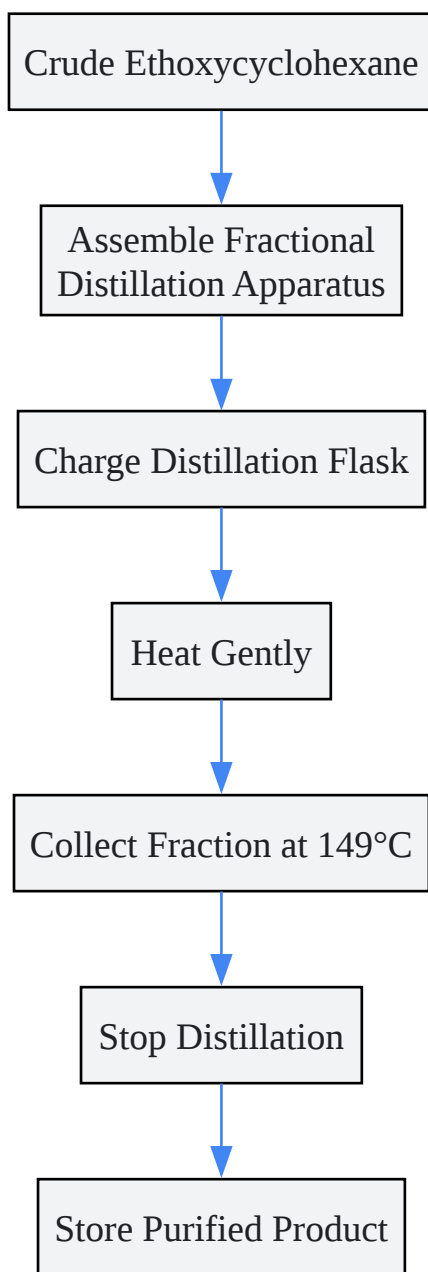 Crude Ethoxycyclohexane
Assemble Fractional
Distillation Apparatus
Charge Distillation Flask
Heat Gently
Collect Fraction at 149°C
Stop Distillation
Store Purified Product